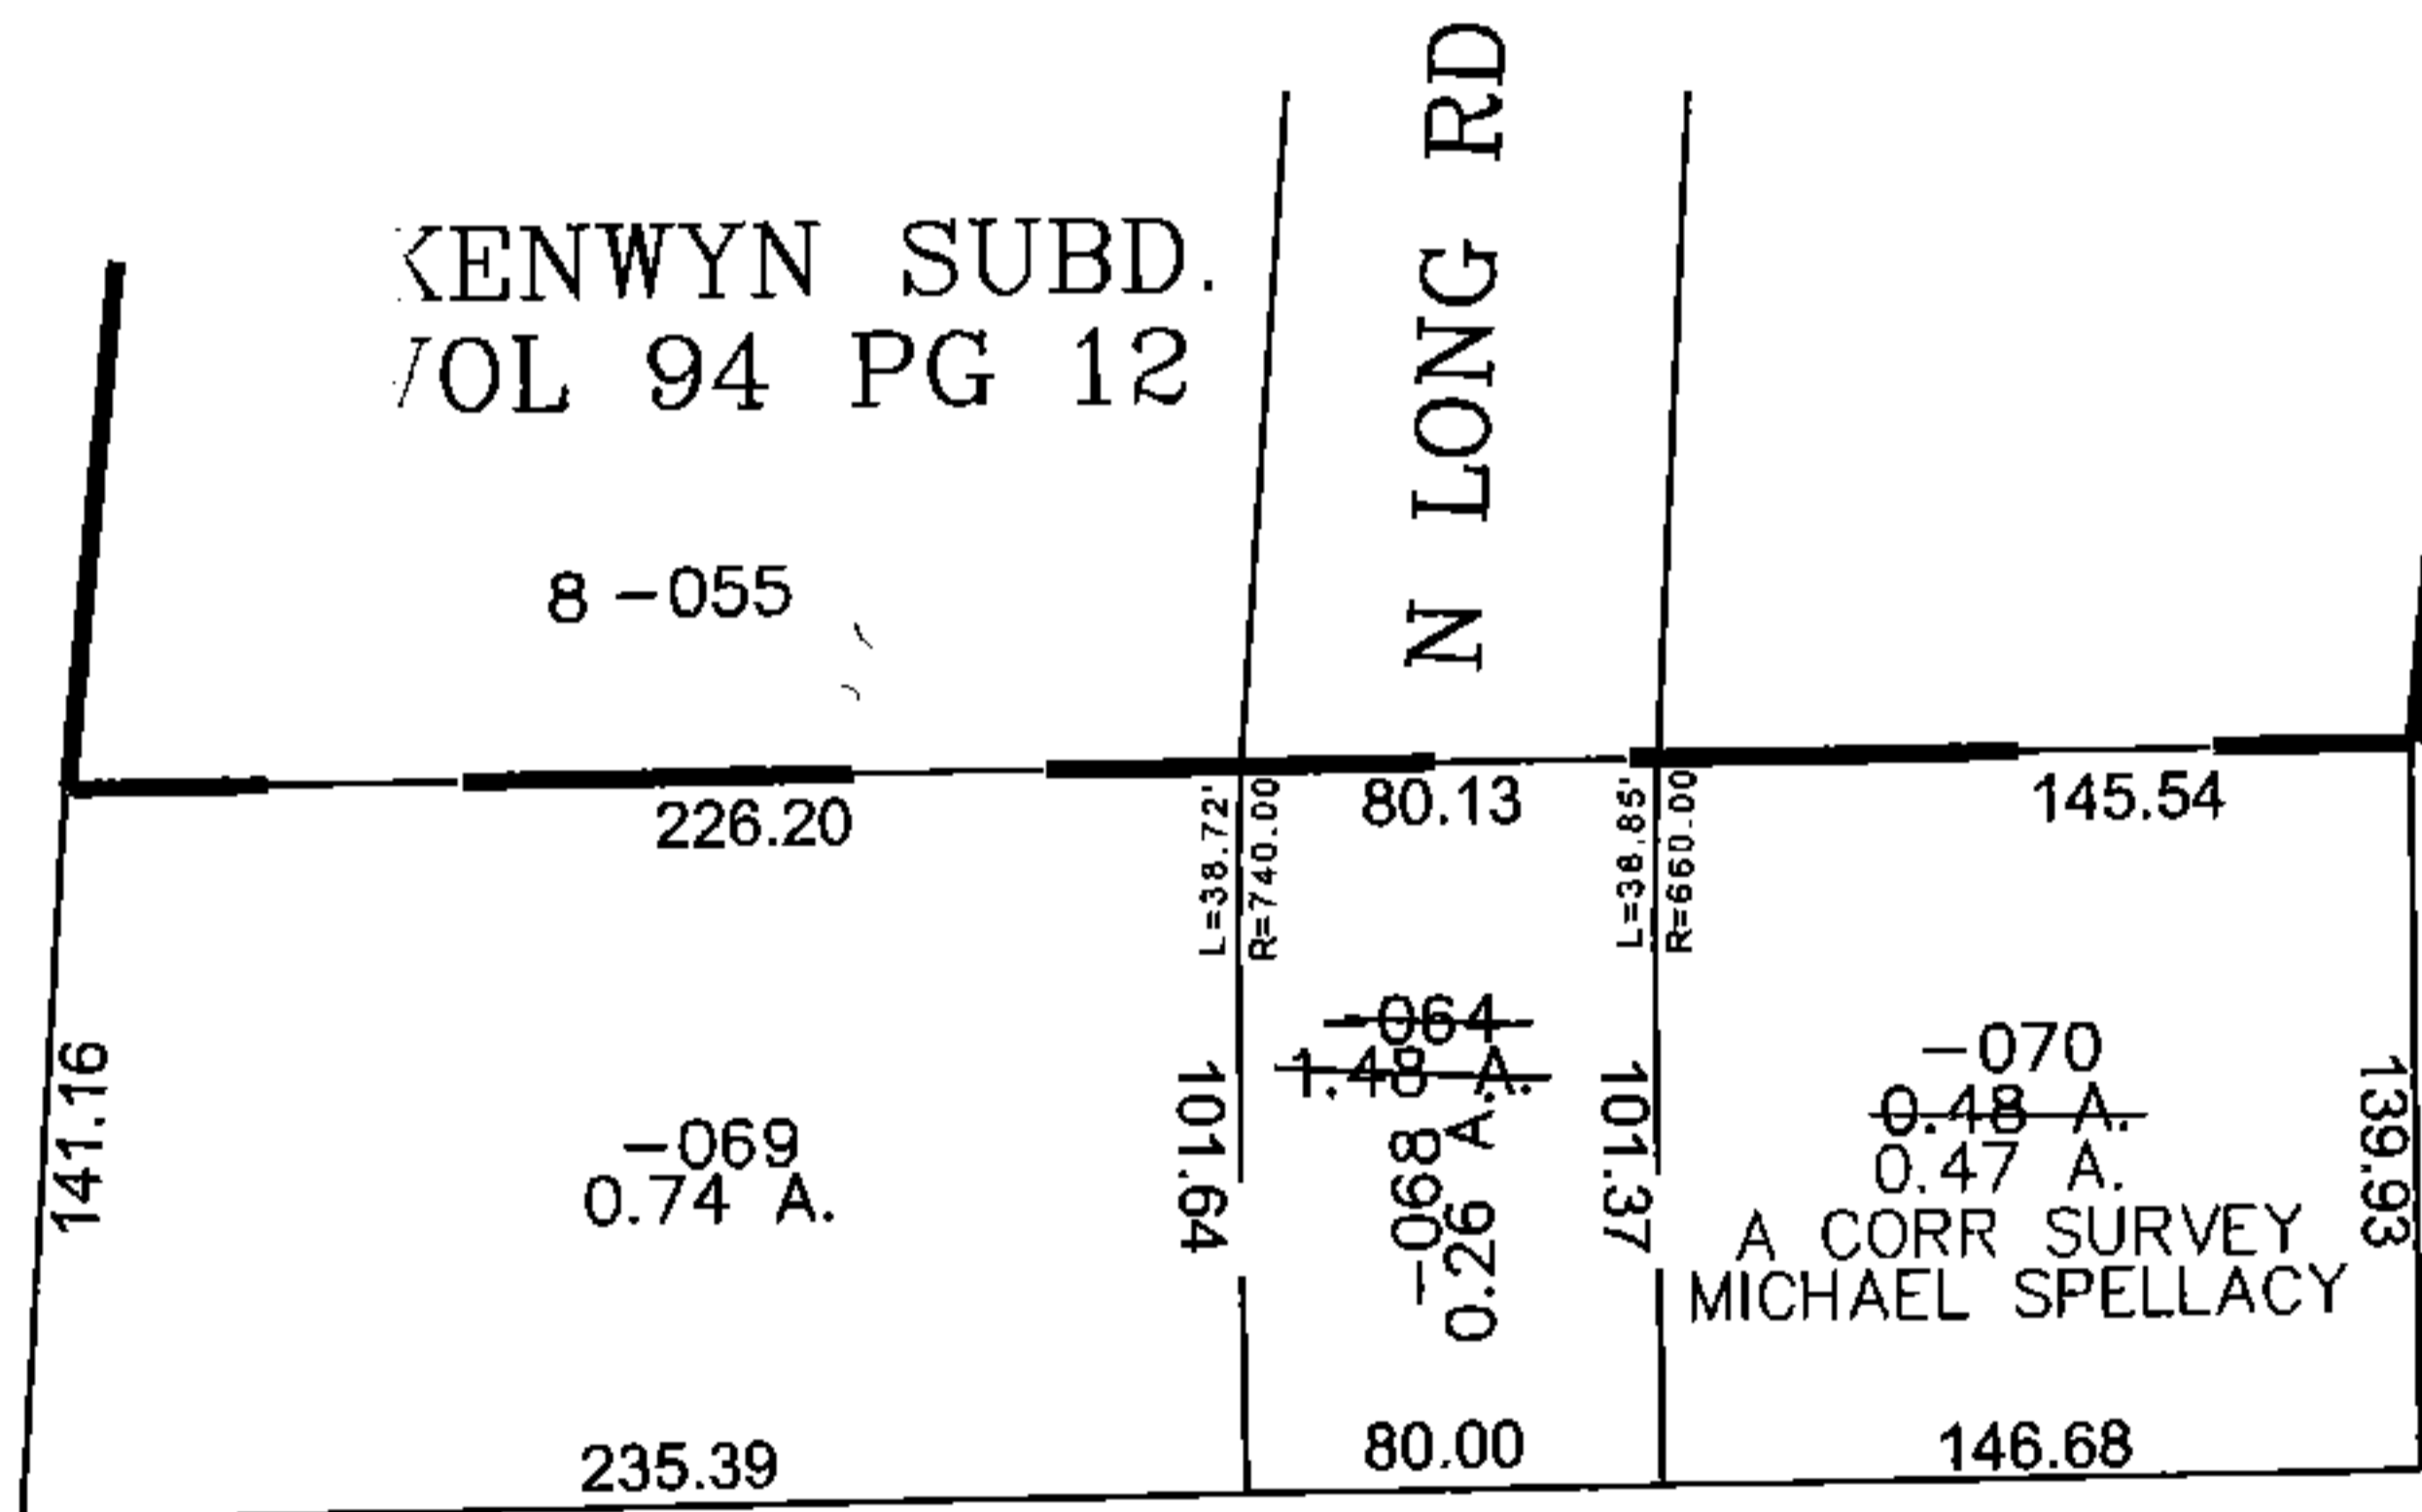 KENWYN SUBD.
VOL 94 PG 12
N LONG RD
8 -055
226.20
80.13
145.54
L=38.72'
R=740.00
L=38.85'
R=660.00
141.16
-069
0.74 A.
101.64
-064
1.48 A.
-068
0.26 A.
101.37
-070
0.48 A.
0.47 A.
A CORR SURVEY
MICHAEL SPELLACY
139.93
235.39
80.00
146.68